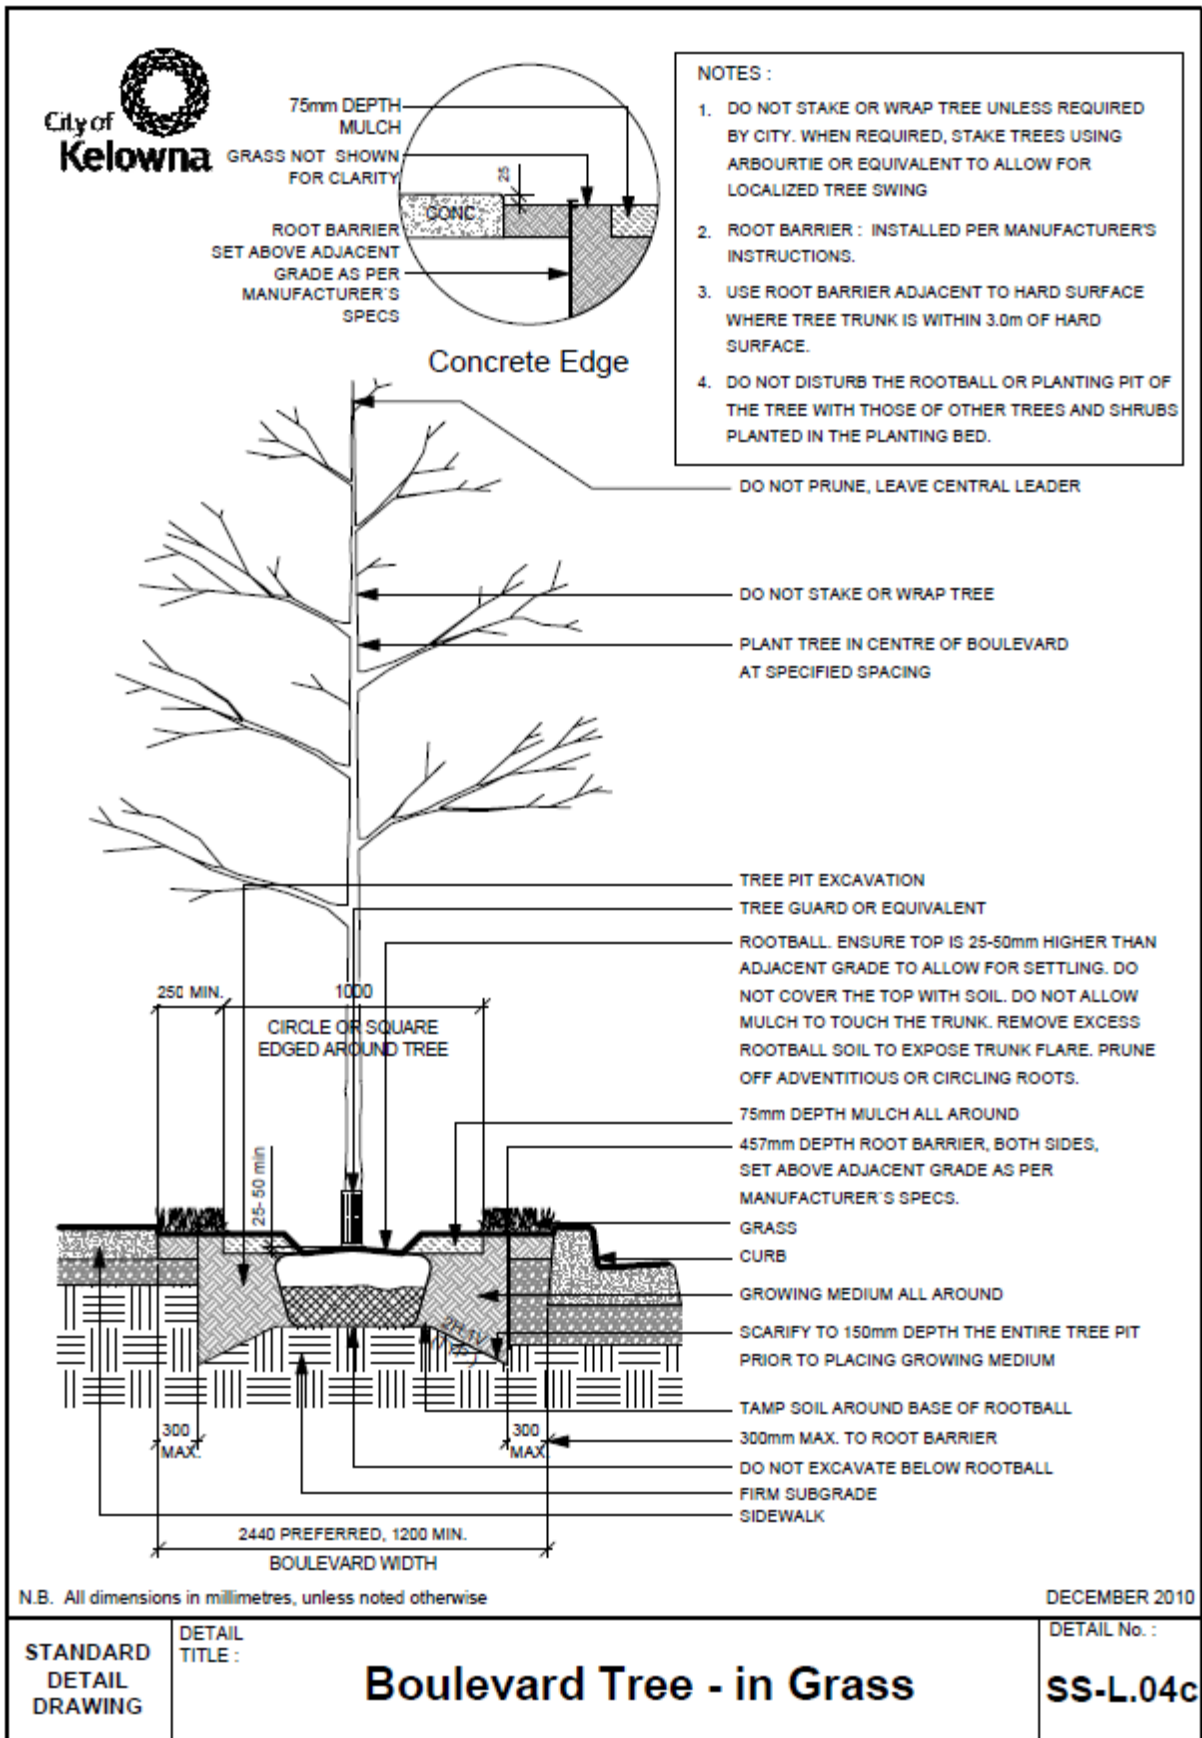 City of
Kelowna
75mm DEPTH
MULCH
GRASS NOT SHOWN
FOR CLARITY
25
CONC
ROOT BARRIER
SET ABOVE ADJACENT
GRADE AS PER
MANUFACTURER'S
SPECS
Concrete Edge
NOTES :
1. DO NOT STAKE OR WRAP TREE UNLESS REQUIRED
BY CITY. WHEN REQUIRED, STAKE TREES USING
ARBOURTIE OR EQUIVALENT TO ALLOW FOR
LOCALIZED TREE SWING
2. ROOT BARRIER : INSTALLED PER MANUFACTURER'S
INSTRUCTIONS.
3. USE ROOT BARRIER ADJACENT TO HARD SURFACE
WHERE TREE TRUNK IS WITHIN 3.0m OF HARD
SURFACE.
4. DO NOT DISTURB THE ROOTBALL OR PLANTING PIT OF
THE TREE WITH THOSE OF OTHER TREES AND SHRUBS
PLANTED IN THE PLANTING BED.
DO NOT PRUNE, LEAVE CENTRAL LEADER
DO NOT STAKE OR WRAP TREE
PLANT TREE IN CENTRE OF BOULEVARD
AT SPECIFIED SPACING
TREE PIT EXCAVATION
TREE GUARD OR EQUIVALENT
ROOTBALL. ENSURE TOP IS 25-50mm HIGHER THAN
ADJACENT GRADE TO ALLOW FOR SETTLING. DO
NOT COVER THE TOP WITH SOIL. DO NOT ALLOW
MULCH TO TOUCH THE TRUNK. REMOVE EXCESS
ROOTBALL SOIL TO EXPOSE TRUNK FLARE. PRUNE
OFF ADVENTITIOUS OR CIRCLING ROOTS.
250 MIN.
1000
CIRCLE OR SQUARE
EDGED AROUND TREE
25- 50 min
75mm DEPTH MULCH ALL AROUND
457mm DEPTH ROOT BARRIER, BOTH SIDES,
SET ABOVE ADJACENT GRADE AS PER
MANUFACTURER'S SPECS.
GRASS
CURB
GROWING MEDIUM ALL AROUND
2H:1V
(TYP.)
SCARIFY TO 150mm DEPTH THE ENTIRE TREE PIT
PRIOR TO PLACING GROWING MEDIUM
TAMP SOIL AROUND BASE OF ROOTBALL
300
MAX.
300
MAX.
300mm MAX. TO ROOT BARRIER
DO NOT EXCAVATE BELOW ROOTBALL
FIRM SUBGRADE
SIDEWALK
2440 PREFERRED, 1200 MIN.
BOULEVARD WIDTH
N.B. All dimensions in millimetres, unless noted otherwise
DECEMBER 2010
STANDARD
DETAIL
DRAWING
DETAIL
TITLE :
Boulevard Tree - in Grass
DETAIL No. :
SS-L.04c